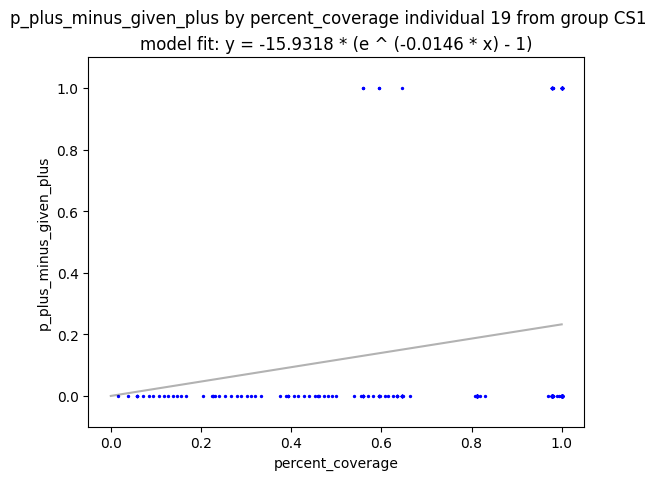 p_plus_minus_given_plus by percent_coverage individual 19 from group CS1
model fit: y = -15.9318 * (e ^ (-0.0146 * x) - 1)
1.0
0.8
0.6
0.4
0.2
0.0
p_plus_minus_given_plus
0.0 0.2 0.4 0.6 0.8 1.0
percent_coverage